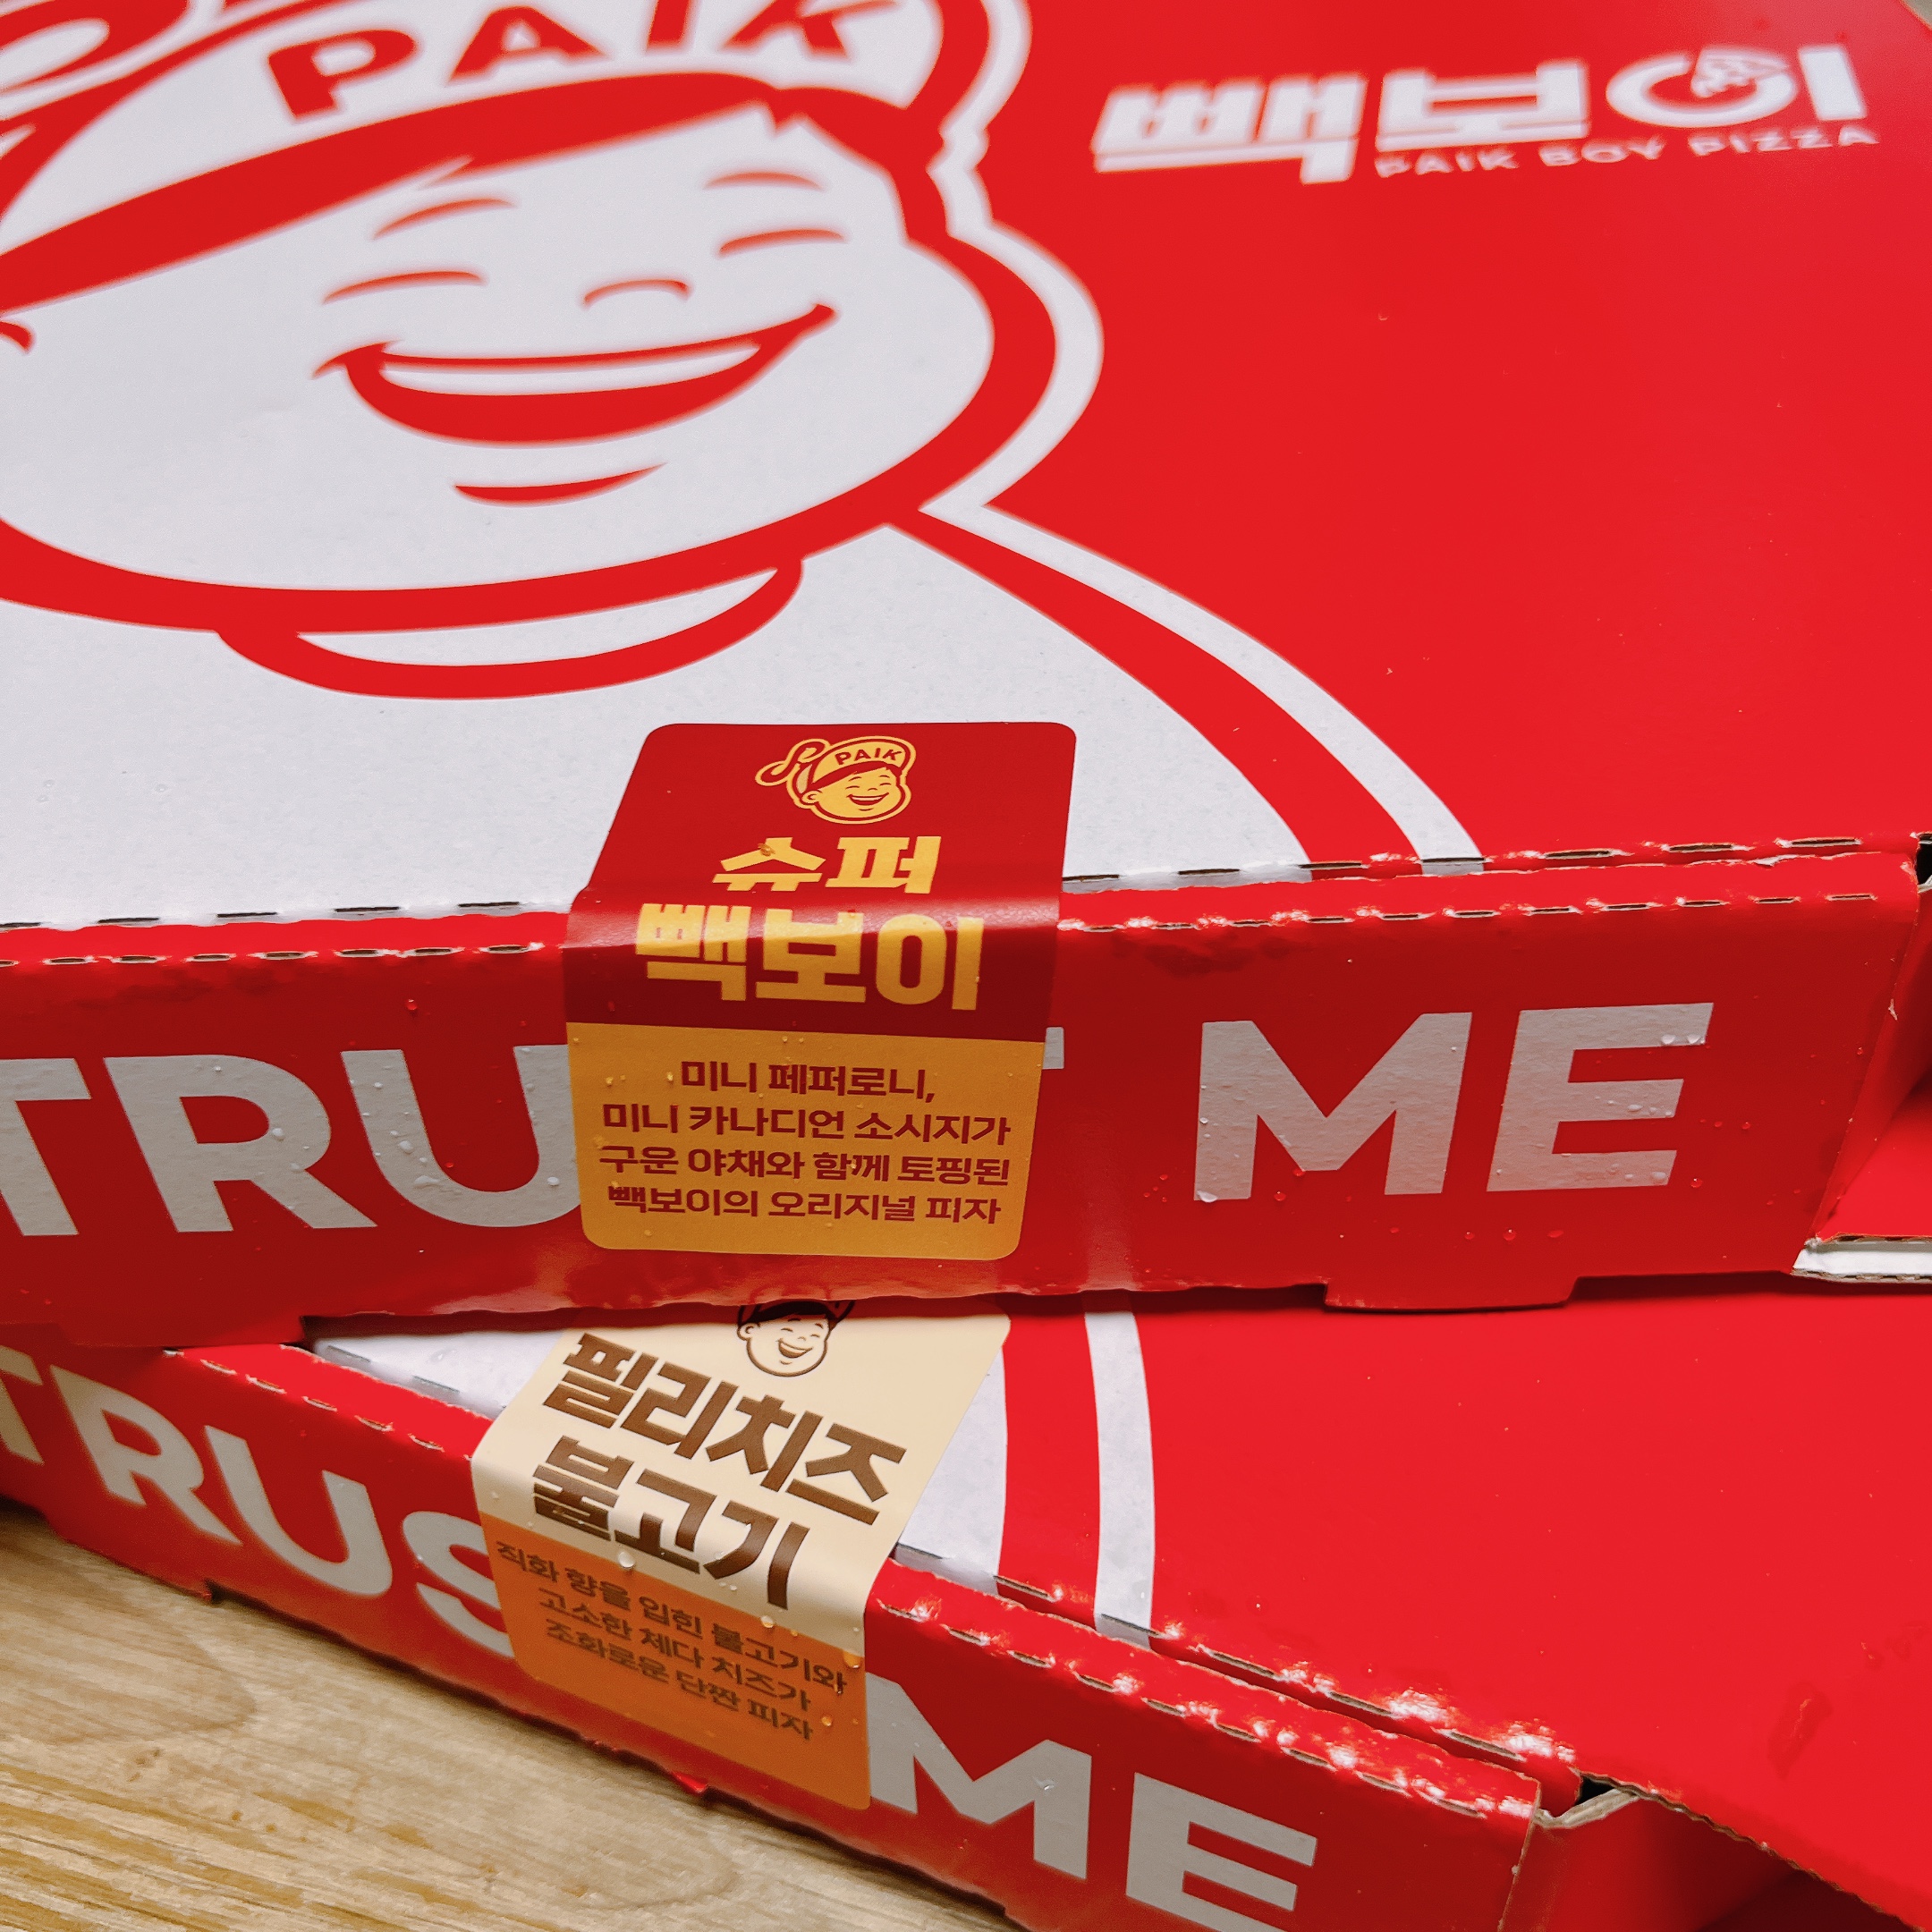 PAIK
빽보이
PAIK BOY PIZZA
PAIK
슈퍼
빽보이
미니 페퍼로니,
미니 카나디언 소시지가
구운 야채와 함께 토핑된
빽보이의 오리지널 피자
TRUST ME
필리치즈
불고기
직화 향을 입힌 불고기와
고소한 체다 치즈가
조화로운 단짠 피자
TRUST ME